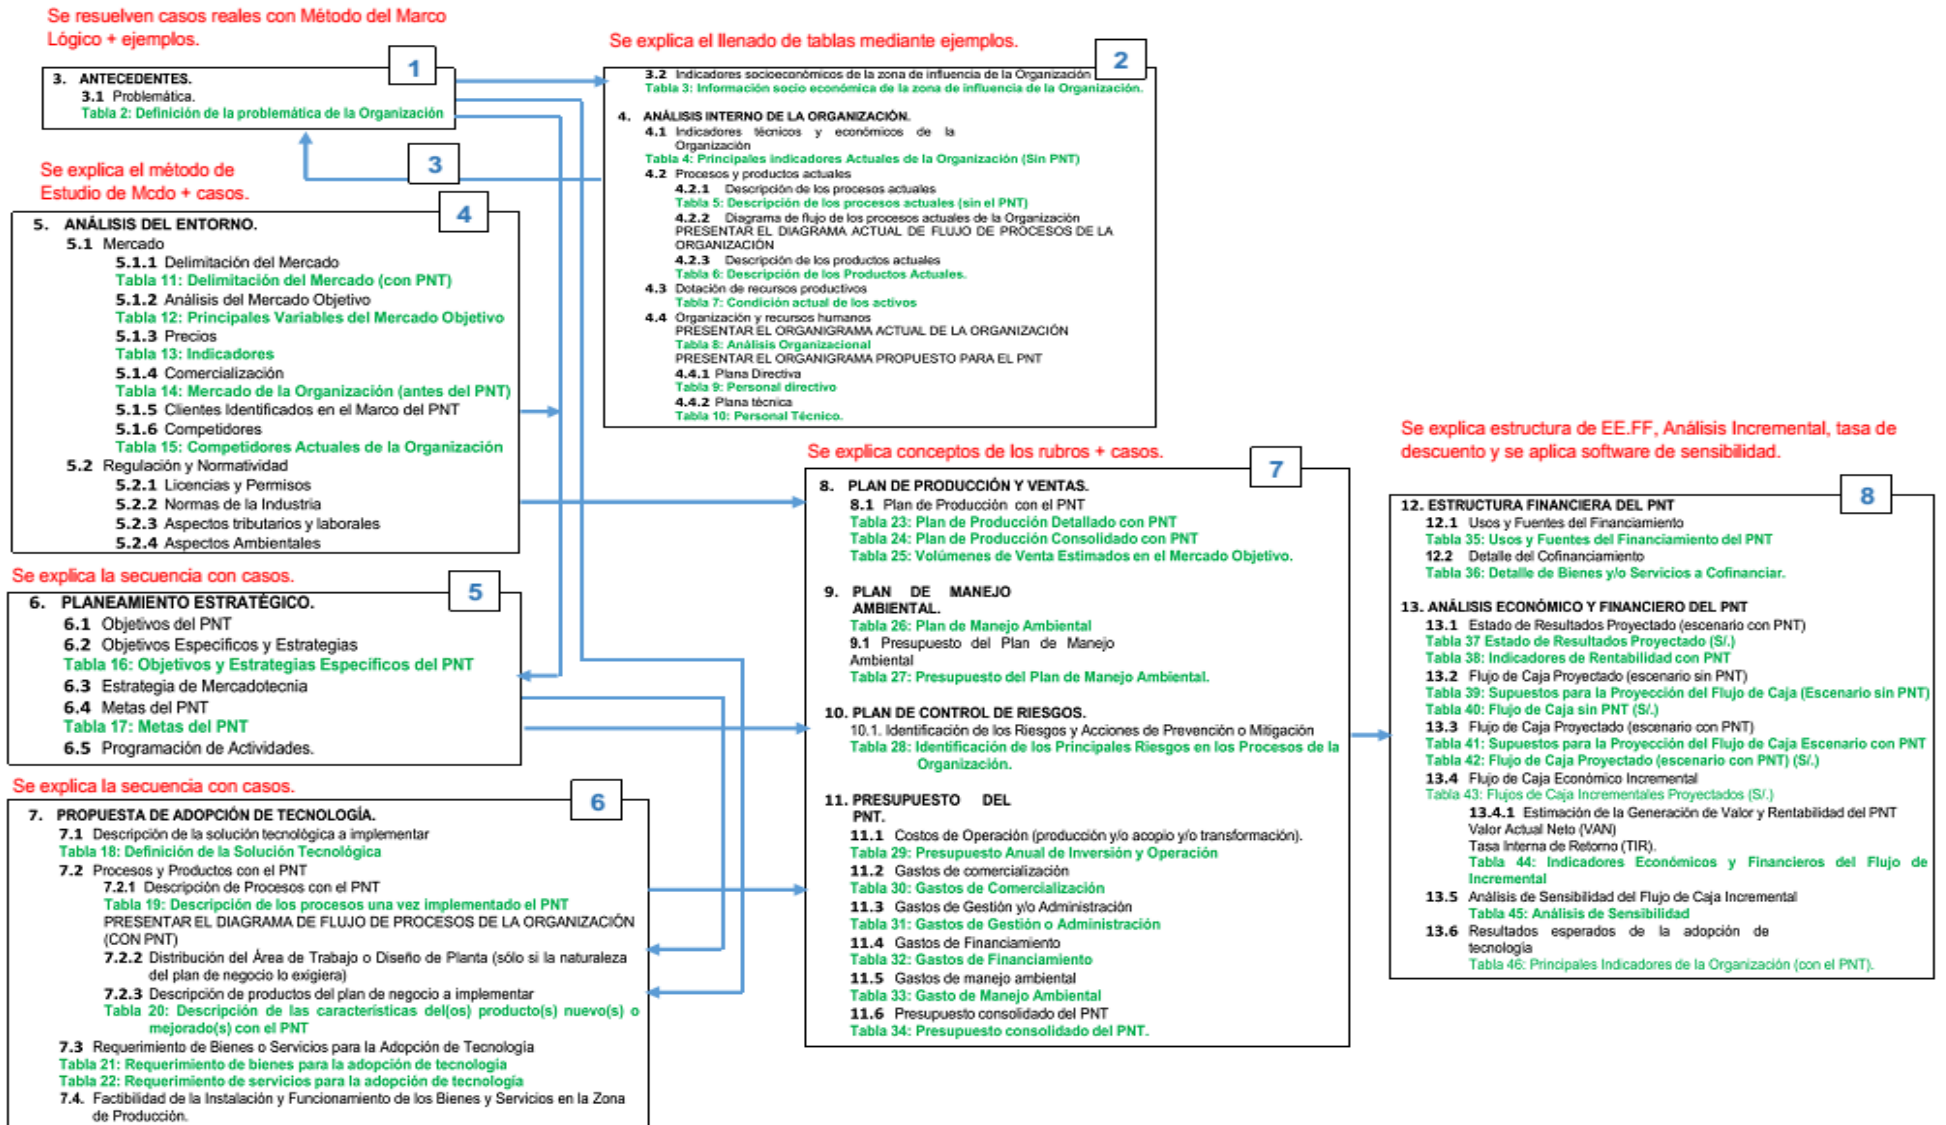 Se resuelven casos reales con Método del Marco
Lógico + ejemplos.
1
3. ANTECEDENTES.
3.1 Problemática.
Tabla 2: Definición de la problemática de la Organización
Se explica el llenado de tablas mediante ejemplos.
2
3.2 Indicadores socioeconómicos de la zona de influencia de la Organización
Tabla 3: Información socio económica de la zona de influencia de la Organización.
4. ANÁLISIS INTERNO DE LA ORGANIZACIÓN.
4.1 Indicadores técnicos y económicos de la
Organización
Tabla 4: Principales indicadores Actuales de la Organización (Sin PNT)
4.2 Procesos y productos actuales
4.2.1 Descripción de los procesos actuales
Tabla 5: Descripción de los procesos actuales (sin el PNT)
4.2.2 Diagrama de flujo de los procesos actuales de la Organización
PRESENTAR EL DIAGRAMA ACTUAL DE FLUJO DE PROCESOS DE LA
ORGANIZACIÓN
4.2.3 Descripción de los productos actuales
Tabla 6: Descripción de los Productos Actuales.
4.3 Dotación de recursos productivos
Tabla 7: Condición actual de los activos
4.4 Organización y recursos humanos
PRESENTAR EL ORGANIGRAMA ACTUAL DE LA ORGANIZACIÓN
Tabla 8: Análisis Organizacional
PRESENTAR EL ORGANIGRAMA PROPUESTO PARA EL PNT
4.4.1 Plana Directiva
Tabla 9: Personal directivo
4.4.2 Plana técnica
Tabla 10: Personal Técnico.
3
Se explica el método de
Estudio de Mcdo + casos.
4
5. ANÁLISIS DEL ENTORNO.
5.1 Mercado
5.1.1 Delimitación del Mercado
Tabla 11: Delimitación del Mercado (con PNT)
5.1.2 Análisis del Mercado Objetivo
Tabla 12: Principales Variables del Mercado Objetivo
5.1.3 Precios
Tabla 13: Indicadores
5.1.4 Comercialización
Tabla 14: Mercado de la Organización (antes del PNT)
5.1.5 Clientes Identificados en el Marco del PNT
5.1.6 Competidores
Tabla 15: Competidores Actuales de la Organización
5.2 Regulación y Normatividad
5.2.1 Licencias y Permisos
5.2.2 Normas de la Industria
5.2.3 Aspectos tributarios y laborales
5.2.4 Aspectos Ambientales
Se explica la secuencia con casos.
5
6. PLANEAMIENTO ESTRATÉGICO.
6.1 Objetivos del PNT
6.2 Objetivos Específicos y Estrategias
Tabla 16: Objetivos y Estrategias Específicos del PNT
6.3 Estrategia de Mercadotecnia
6.4 Metas del PNT
Tabla 17: Metas del PNT
6.5 Programación de Actividades.
Se explica la secuencia con casos.
6
7. PROPUESTA DE ADOPCIÓN DE TECNOLOGÍA.
7.1 Descripción de la solución tecnológica a implementar
Tabla 18: Definición de la Solución Tecnológica
7.2 Procesos y Productos con el PNT
7.2.1 Descripción de Procesos con el PNT
Tabla 19: Descripción de los procesos una vez implementado el PNT
PRESENTAR EL DIAGRAMA DE FLUJO DE PROCESOS DE LA ORGANIZACIÓN
(CON PNT)
7.2.2 Distribución del Área de Trabajo o Diseño de Planta (sólo si la naturaleza
del plan de negocio lo exigiera)
7.2.3 Descripción de productos del plan de negocio a implementar
Tabla 20: Descripción de las características del(os) producto(s) nuevo(s) o
mejorado(s) con el PNT
7.3 Requerimiento de Bienes o Servicios para la Adopción de Tecnología
Tabla 21: Requerimiento de bienes para la adopción de tecnología
Tabla 22: Requerimiento de servicios para la adopción de tecnología
7.4. Factibilidad de la Instalación y Funcionamiento de los Bienes y Servicios en la Zona
de Producción.
Se explica conceptos de los rubros + casos.
7
8. PLAN DE PRODUCCIÓN Y VENTAS.
8.1 Plan de Producción con el PNT
Tabla 23: Plan de Producción Detallado con PNT
Tabla 24: Plan de Producción Consolidado con PNT
Tabla 25: Volúmenes de Venta Estimados en el Mercado Objetivo.
9. PLAN DE MANEJO
AMBIENTAL.
Tabla 26: Plan de Manejo Ambiental
9.1 Presupuesto del Plan de Manejo
Ambiental
Tabla 27: Presupuesto del Plan de Manejo Ambiental.
10. PLAN DE CONTROL DE RIESGOS.
10.1. Identificación de los Riesgos y Acciones de Prevención o Mitigación
Tabla 28: Identificación de los Principales Riesgos en los Procesos de la
Organización.
11. PRESUPUESTO DEL
PNT.
11.1 Costos de Operación (producción y/o acopio y/o transformación).
Tabla 29: Presupuesto Anual de Inversión y Operación
11.2 Gastos de comercialización
Tabla 30: Gastos de Comercialización
11.3 Gastos de Gestión y/o Administración
Tabla 31: Gastos de Gestión o Administración
11.4 Gastos de Financiamiento
Tabla 32: Gastos de Financiamiento
11.5 Gastos de manejo ambiental
Tabla 33: Gasto de Manejo Ambiental
11.6 Presupuesto consolidado del PNT
Tabla 34: Presupuesto consolidado del PNT.
Se explica estructura de EE.FF, Análisis Incremental, tasa de
descuento y se aplica software de sensibilidad.
8
12. ESTRUCTURA FINANCIERA DEL PNT
12.1 Usos y Fuentes del Financiamiento
Tabla 35: Usos y Fuentes del Financiamiento del PNT
12.2 Detalle del Cofinanciamiento
Tabla 36: Detalle de Bienes y/o Servicios a Cofinanciar.
13. ANÁLISIS ECONÓMICO Y FINANCIERO DEL PNT
13.1 Estado de Resultados Proyectado (escenario con PNT)
Tabla 37 Estado de Resultados Proyectado (S/.)
Tabla 38: Indicadores de Rentabilidad con PNT
13.2 Flujo de Caja Proyectado (escenario sin PNT)
Tabla 39: Supuestos para la Proyección del Flujo de Caja (Escenario sin PNT)
Tabla 40: Flujo de Caja sin PNT (S/.)
13.3 Flujo de Caja Proyectado (escenario con PNT)
Tabla 41: Supuestos para la Proyección del Flujo de Caja Escenario con PNT
Tabla 42: Flujo de Caja Proyectado (escenario con PNT) (S/.)
13.4 Flujo de Caja Económico Incremental
Tabla 43: Flujos de Caja Incrementales Proyectados (S/.)
13.4.1 Estimación de la Generación de Valor y Rentabilidad del PNT
Valor Actual Neto (VAN)
Tasa Interna de Retorno (TIR).
Tabla 44: Indicadores Económicos y Financieros del Flujo de
Incremental
13.5 Análisis de Sensibilidad del Flujo de Caja Incremental
Tabla 45: Análisis de Sensibilidad
13.6 Resultados esperados de la adopción de
tecnología
Tabla 46: Principales Indicadores de la Organización (con el PNT).